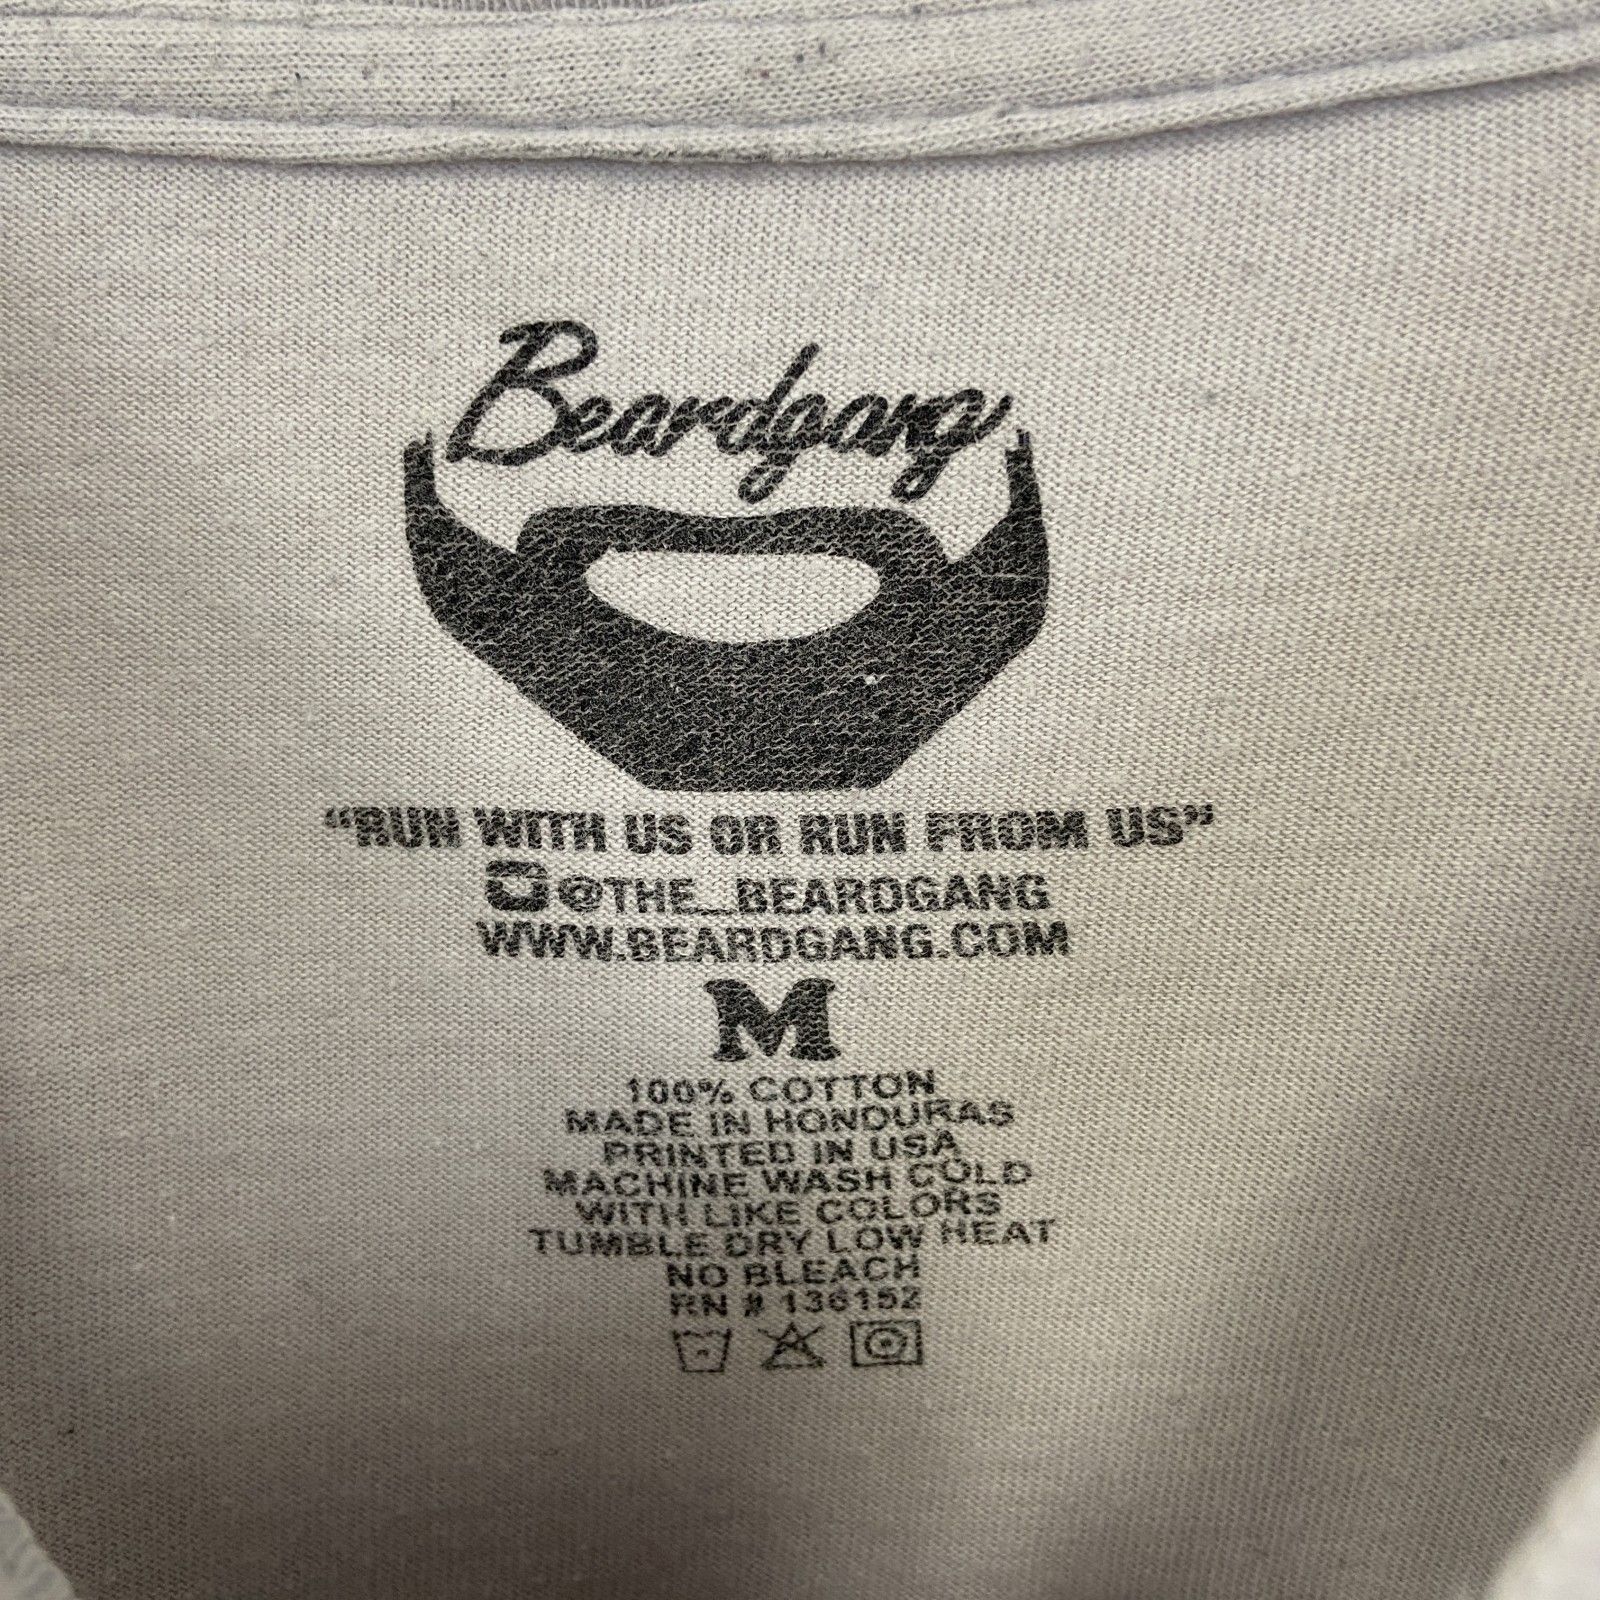 Beardgang
“RUN WITH US OR RUN FROM US”
@THE_BEARDGANG
WWW.BEARDGANG.COM
M
100% COTTON
MADE IN HONDURAS
PRINTED IN USA
MACHINE WASH COLD
WITH LIKE COLORS
TUMBLE DRY LOW HEAT
NO BLEACH
RN # 136152